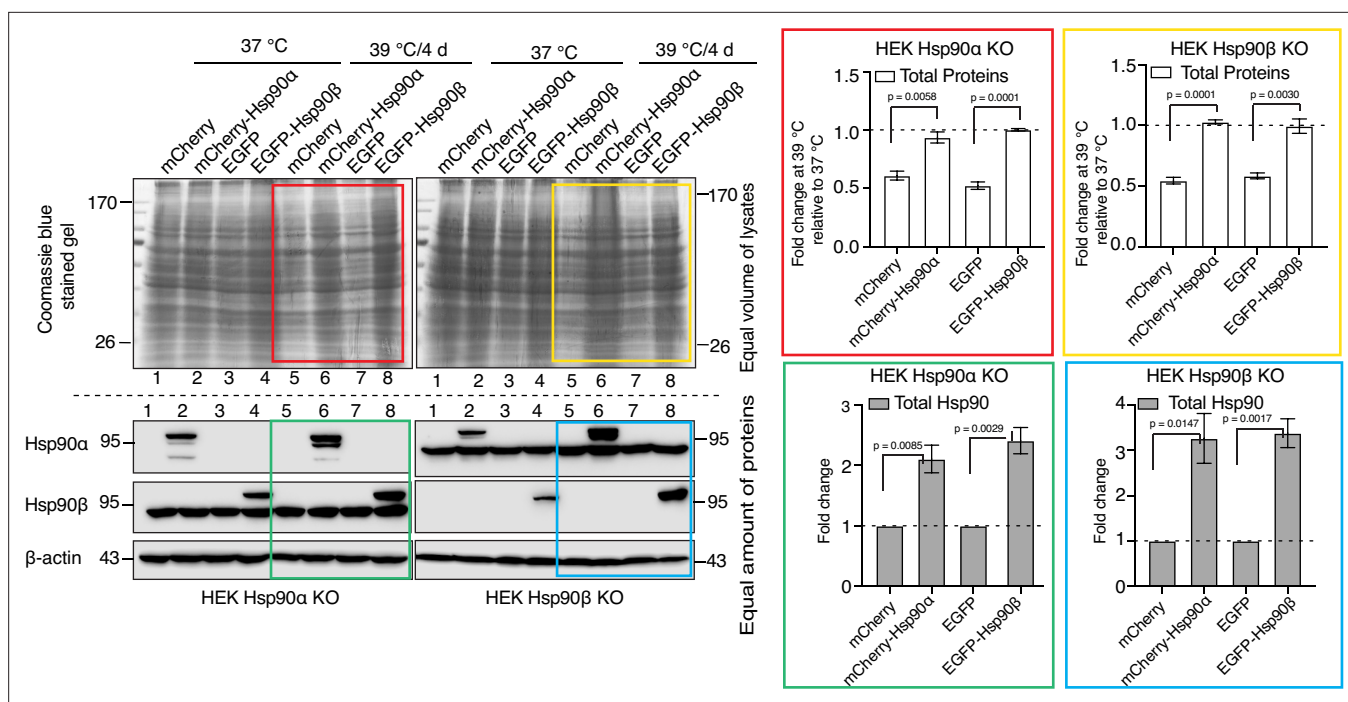 37 °C
39 °C/4 d
37 °C
39 °C/4 d
mCherry
mCherry-Hsp90α
EGFP
EGFP-Hsp90β
mCherry
mCherry-Hsp90α
EGFP
EGFP-Hsp90β
mCherry
mCherry-Hsp90α
EGFP
EGFP-Hsp90β
mCherry
mCherry-Hsp90α
EGFP
EGFP-Hsp90β
Coomassie blue
stained gel
170
26
170
26
Equal volume of lysates
1 2 3 4 5 6 7 8
1 2 3 4 5 6 7 8
1 2 3 4 5 6 7 8
1 2 3 4 5 6 7 8
Hsp90α 95
95
Hsp90β 95
95
β-actin 43
43
Equal amount of proteins
HEK Hsp90α KO
HEK Hsp90β KO
HEK Hsp90α KO
Total Proteins
p = 0.0058
p = 0.0001
Fold change at 39 °C
relative to 37 °C
1.5
1.0
0.5
0.0
mCherry
mCherry-Hsp90α
EGFP
EGFP-Hsp90β
HEK Hsp90β KO
Total Proteins
p = 0.0001
p = 0.0030
Fold change at 39 °C
relative to 37 °C
1.5
1.0
0.5
0.0
mCherry
mCherry-Hsp90α
EGFP
EGFP-Hsp90β
HEK Hsp90α KO
Total Hsp90
p = 0.0085
p = 0.0029
Fold change
3
2
1
0
mCherry
mCherry-Hsp90α
EGFP
EGFP-Hsp90β
HEK Hsp90β KO
Total Hsp90
p = 0.0147
p = 0.0017
Fold change
4
3
2
1
0
mCherry
mCherry-Hsp90α
EGFP
EGFP-Hsp90β